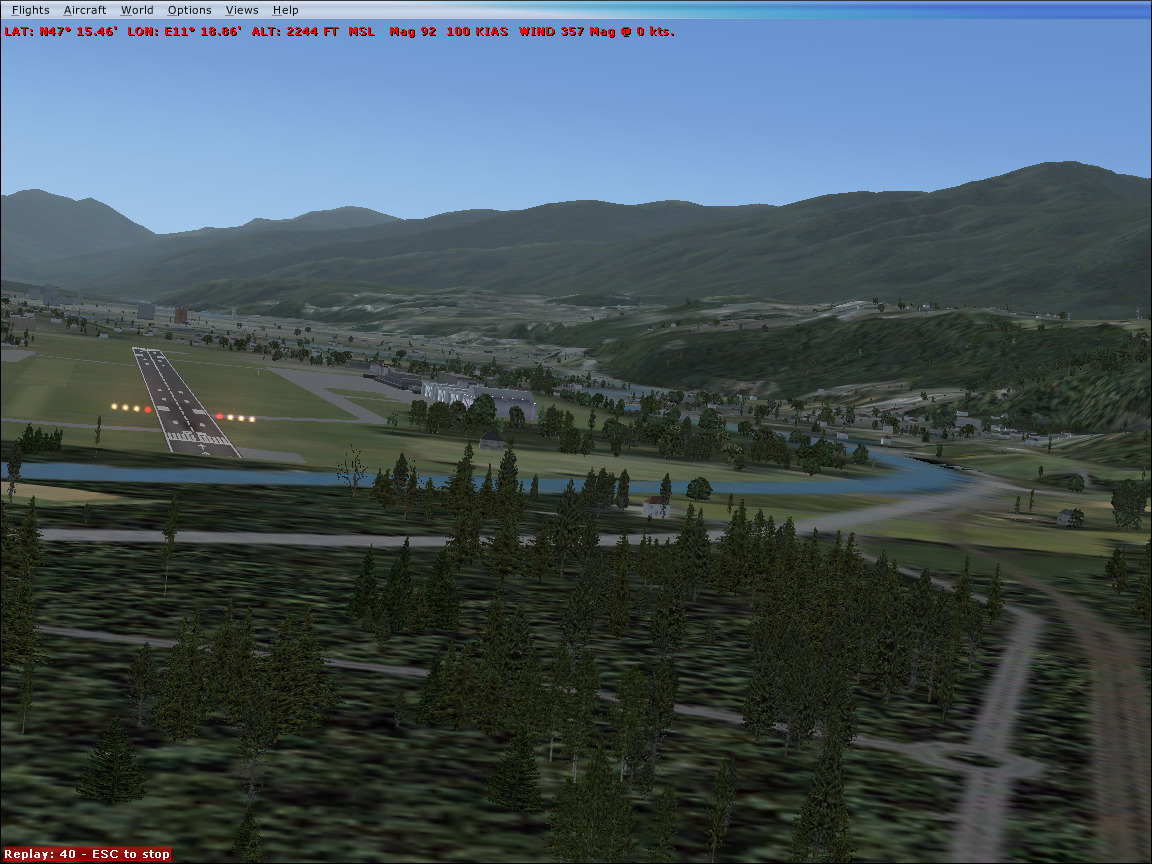 Flights Aircraft World Options Views Help
LAT: N47° 15.46' LON: E11° 18.86' ALT: 2244 FT MSL Mag 92 100 KIAS WIND 357 Mag @ 0 kts.
Replay: 40 - ESC to stop